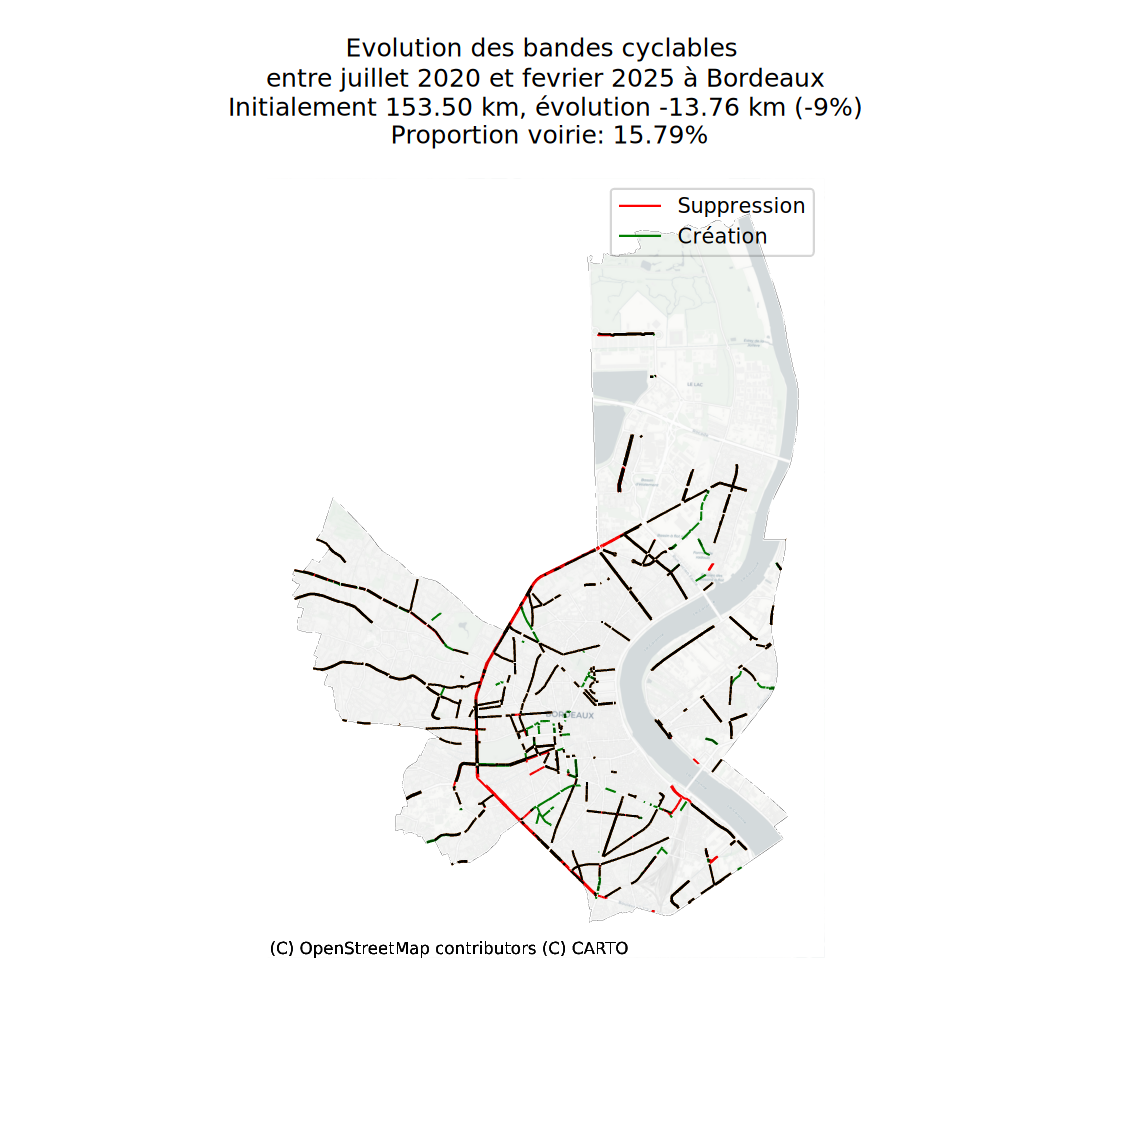 Evolution des bandes cyclables
entre juillet 2020 et fevrier 2025 à Bordeaux
Initialement 153.50 km, évolution -13.76 km (-9%)
Proportion voirie: 15.79%
Suppression
Création
LE LAC
BORDEAUX
(C) OpenStreetMap contributors (C) CARTO